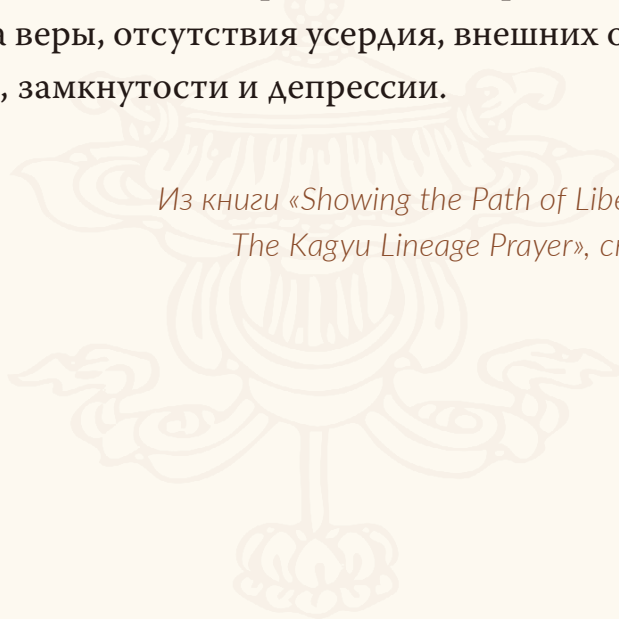 веры, отсутствия усердия, внешних
, замкнутости и депрессии.
Из книги «Showing the Path of
The Kagyu Lineage Prayer»,